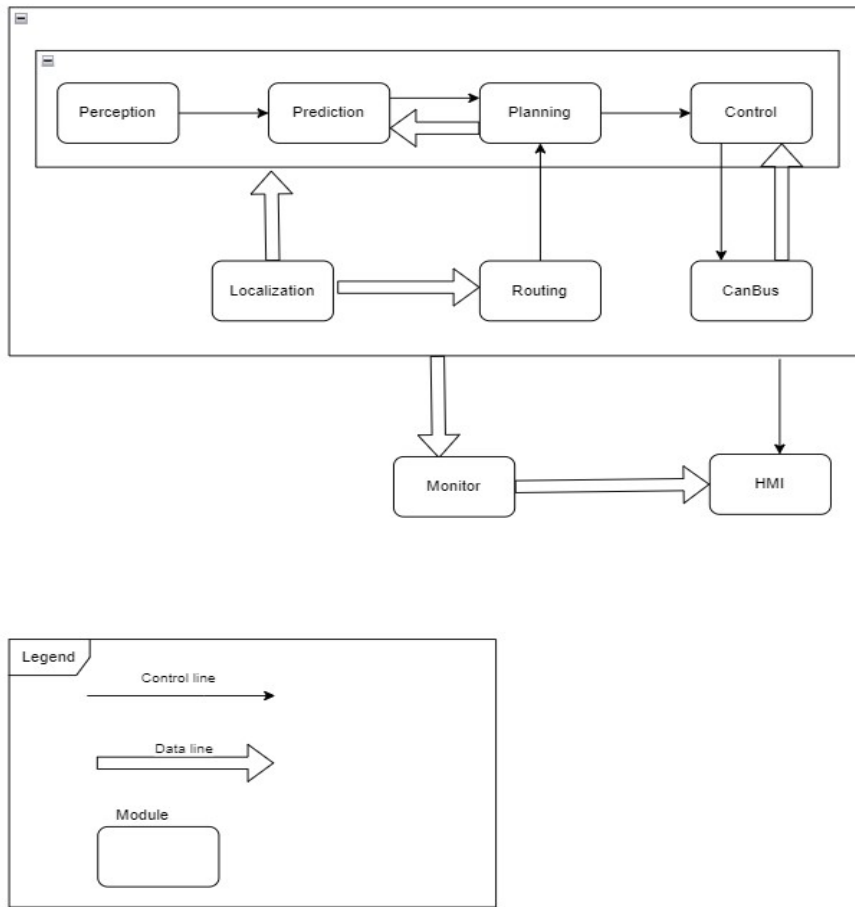 Perception
Prediction
Planning
Control
Localization
Routing
CanBus
Monitor
HMI
Legend
Control line
Data line
Module